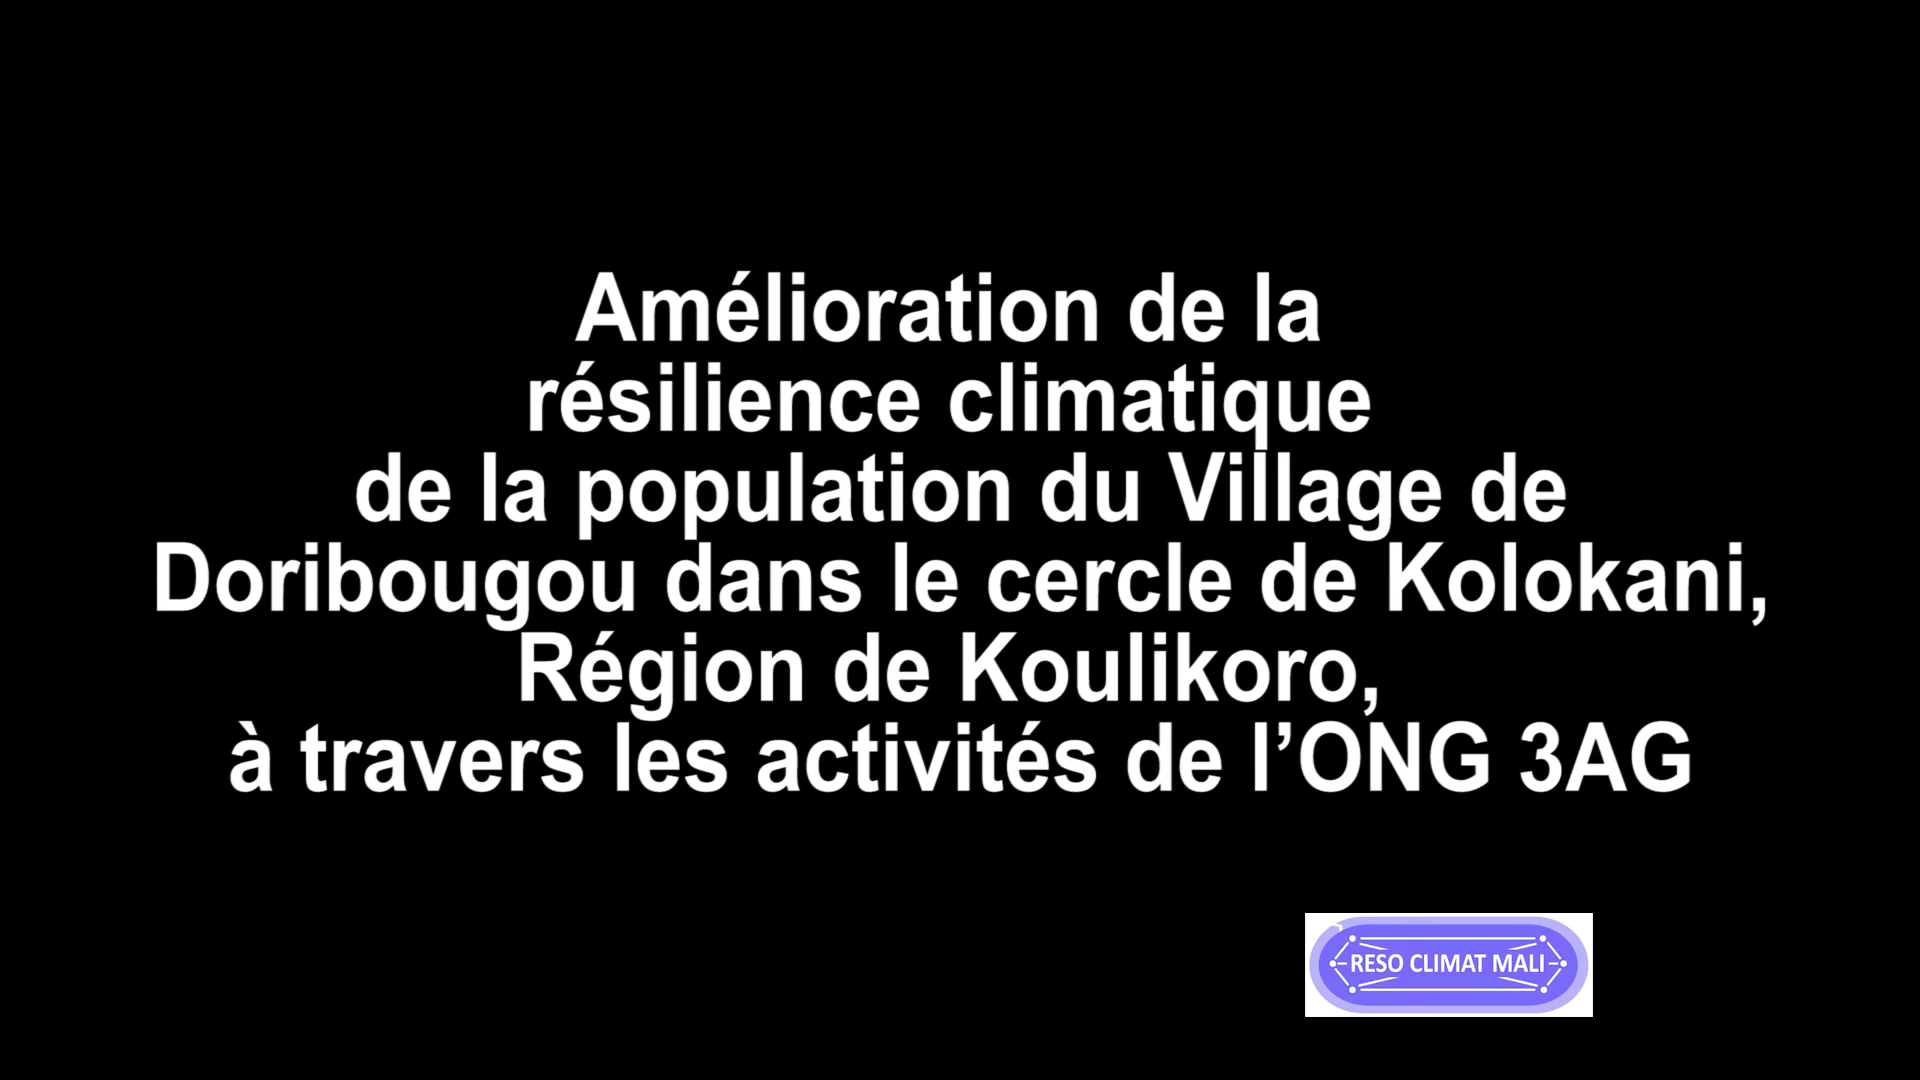 Amélioration de la
résilience climatique
de la population du Village de
Doribougou dans le cercle de Kolokani,
Région de Koulikoro,
à travers les activités de l’ONG 3AG
RESO CLIMAT MALI